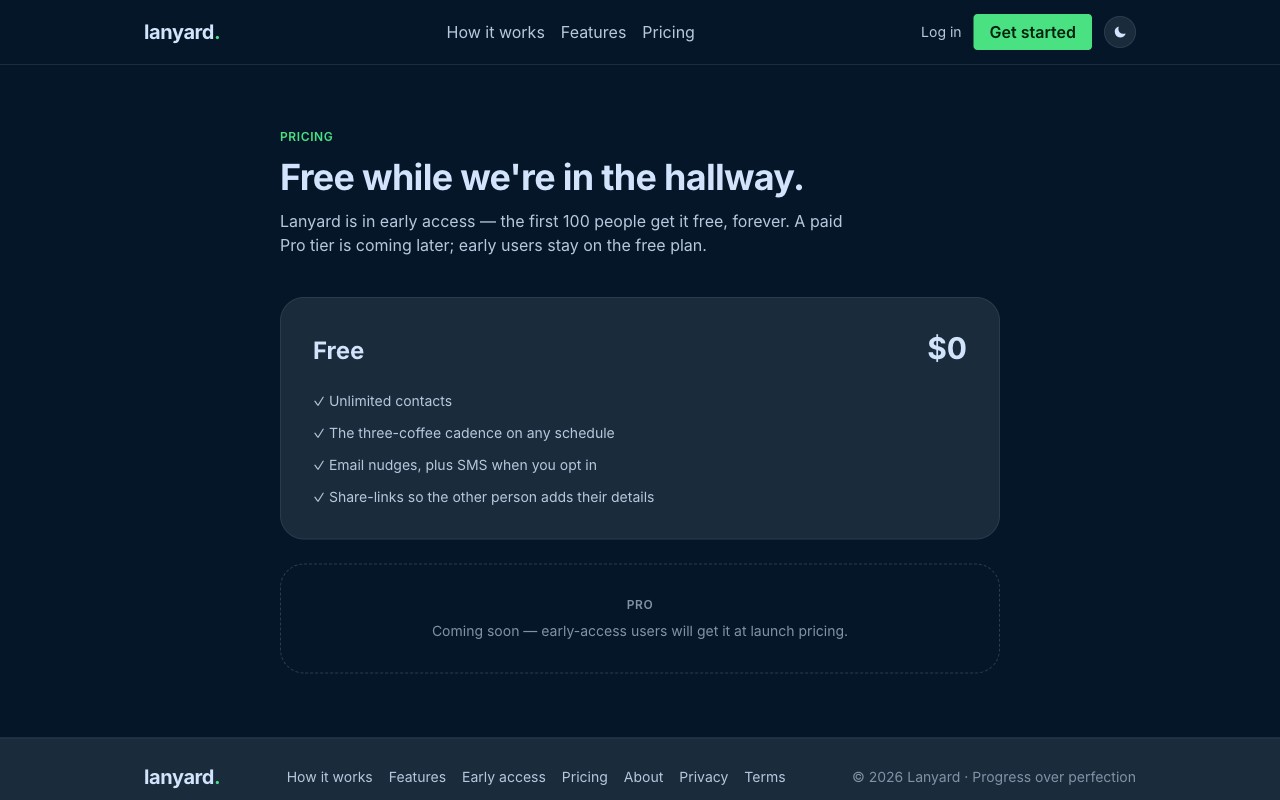 lanyard.
How it works Features Pricing
Log in Get started
PRICING
Free while we're in the hallway.
Lanyard is in early access — the first 100 people get it free, forever. A paid
Pro tier is coming later; early users stay on the free plan.
Free $0
✓ Unlimited contacts
✓ The three-coffee cadence on any schedule
✓ Email nudges, plus SMS when you opt in
✓ Share-links so the other person adds their details
PRO
Coming soon — early-access users will get it at launch pricing.
lanyard.
How it works Features Early access Pricing About Privacy Terms
© 2026 Lanyard · Progress over perfection